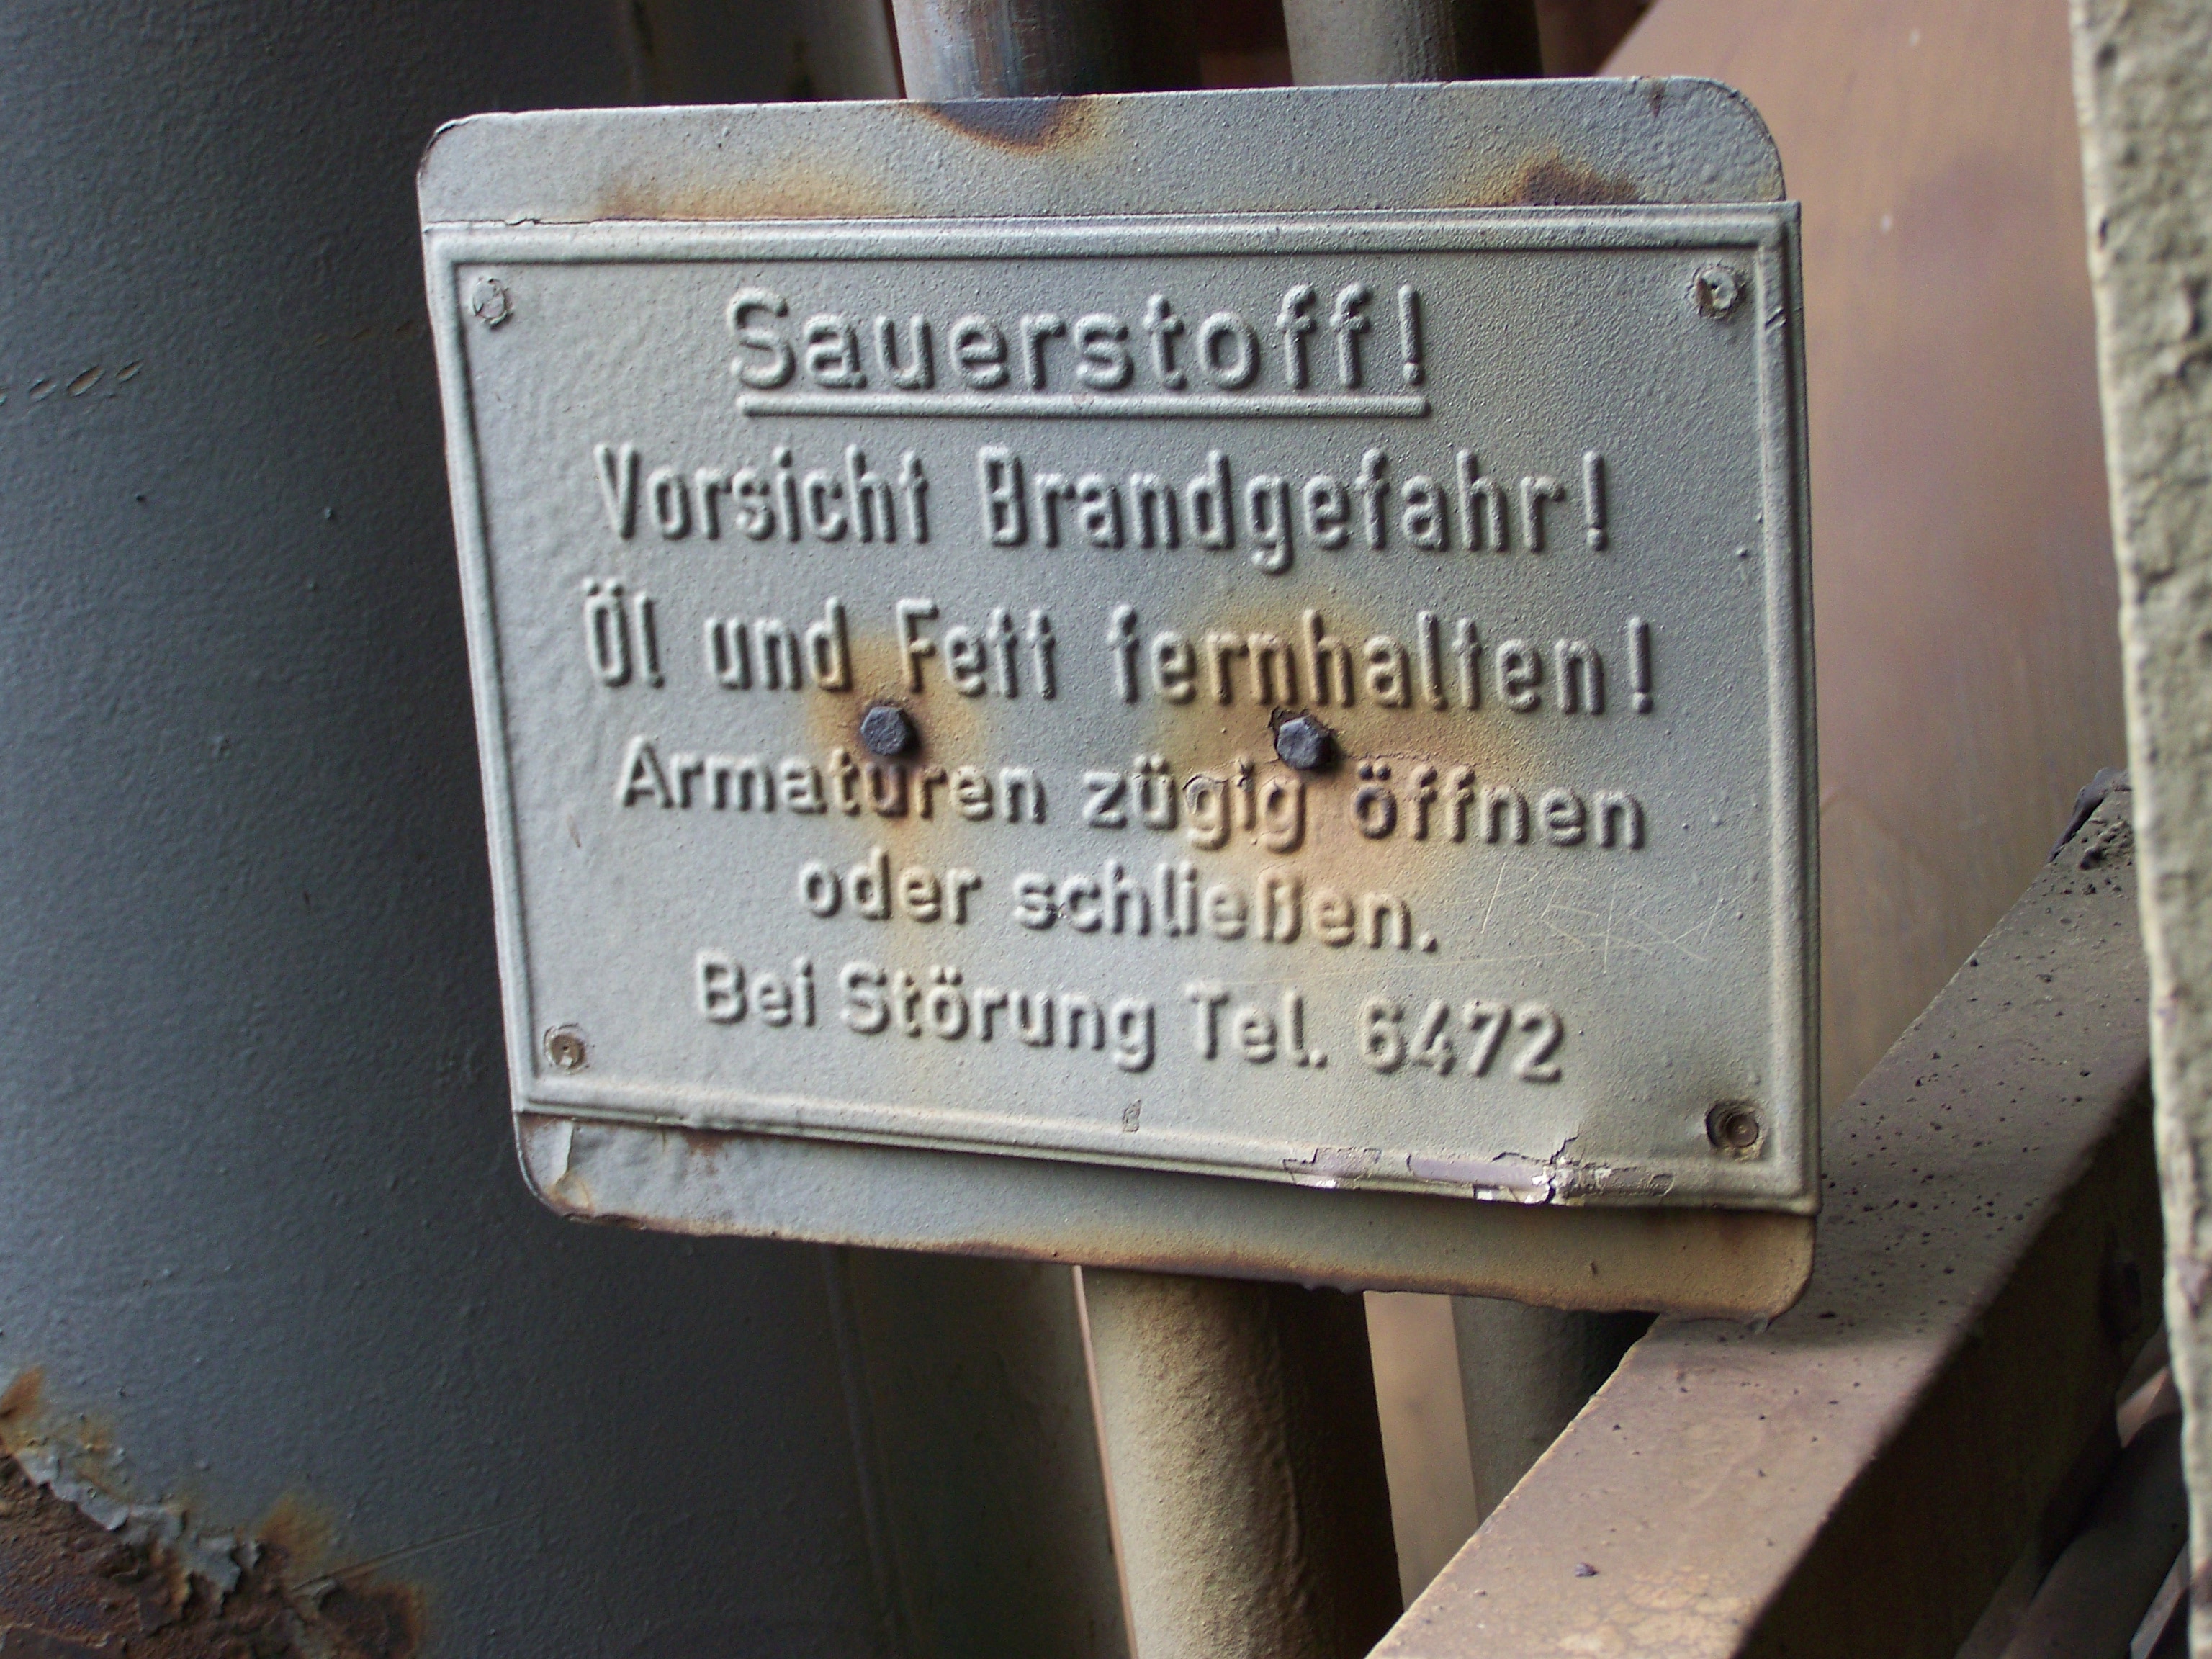 Sauerstoff!
Vorsicht Brandgefahr!
Öl und Fett fernhalten!
Armaturen zügig öffnen
oder schließen.
Bei Störung Tel. 6472